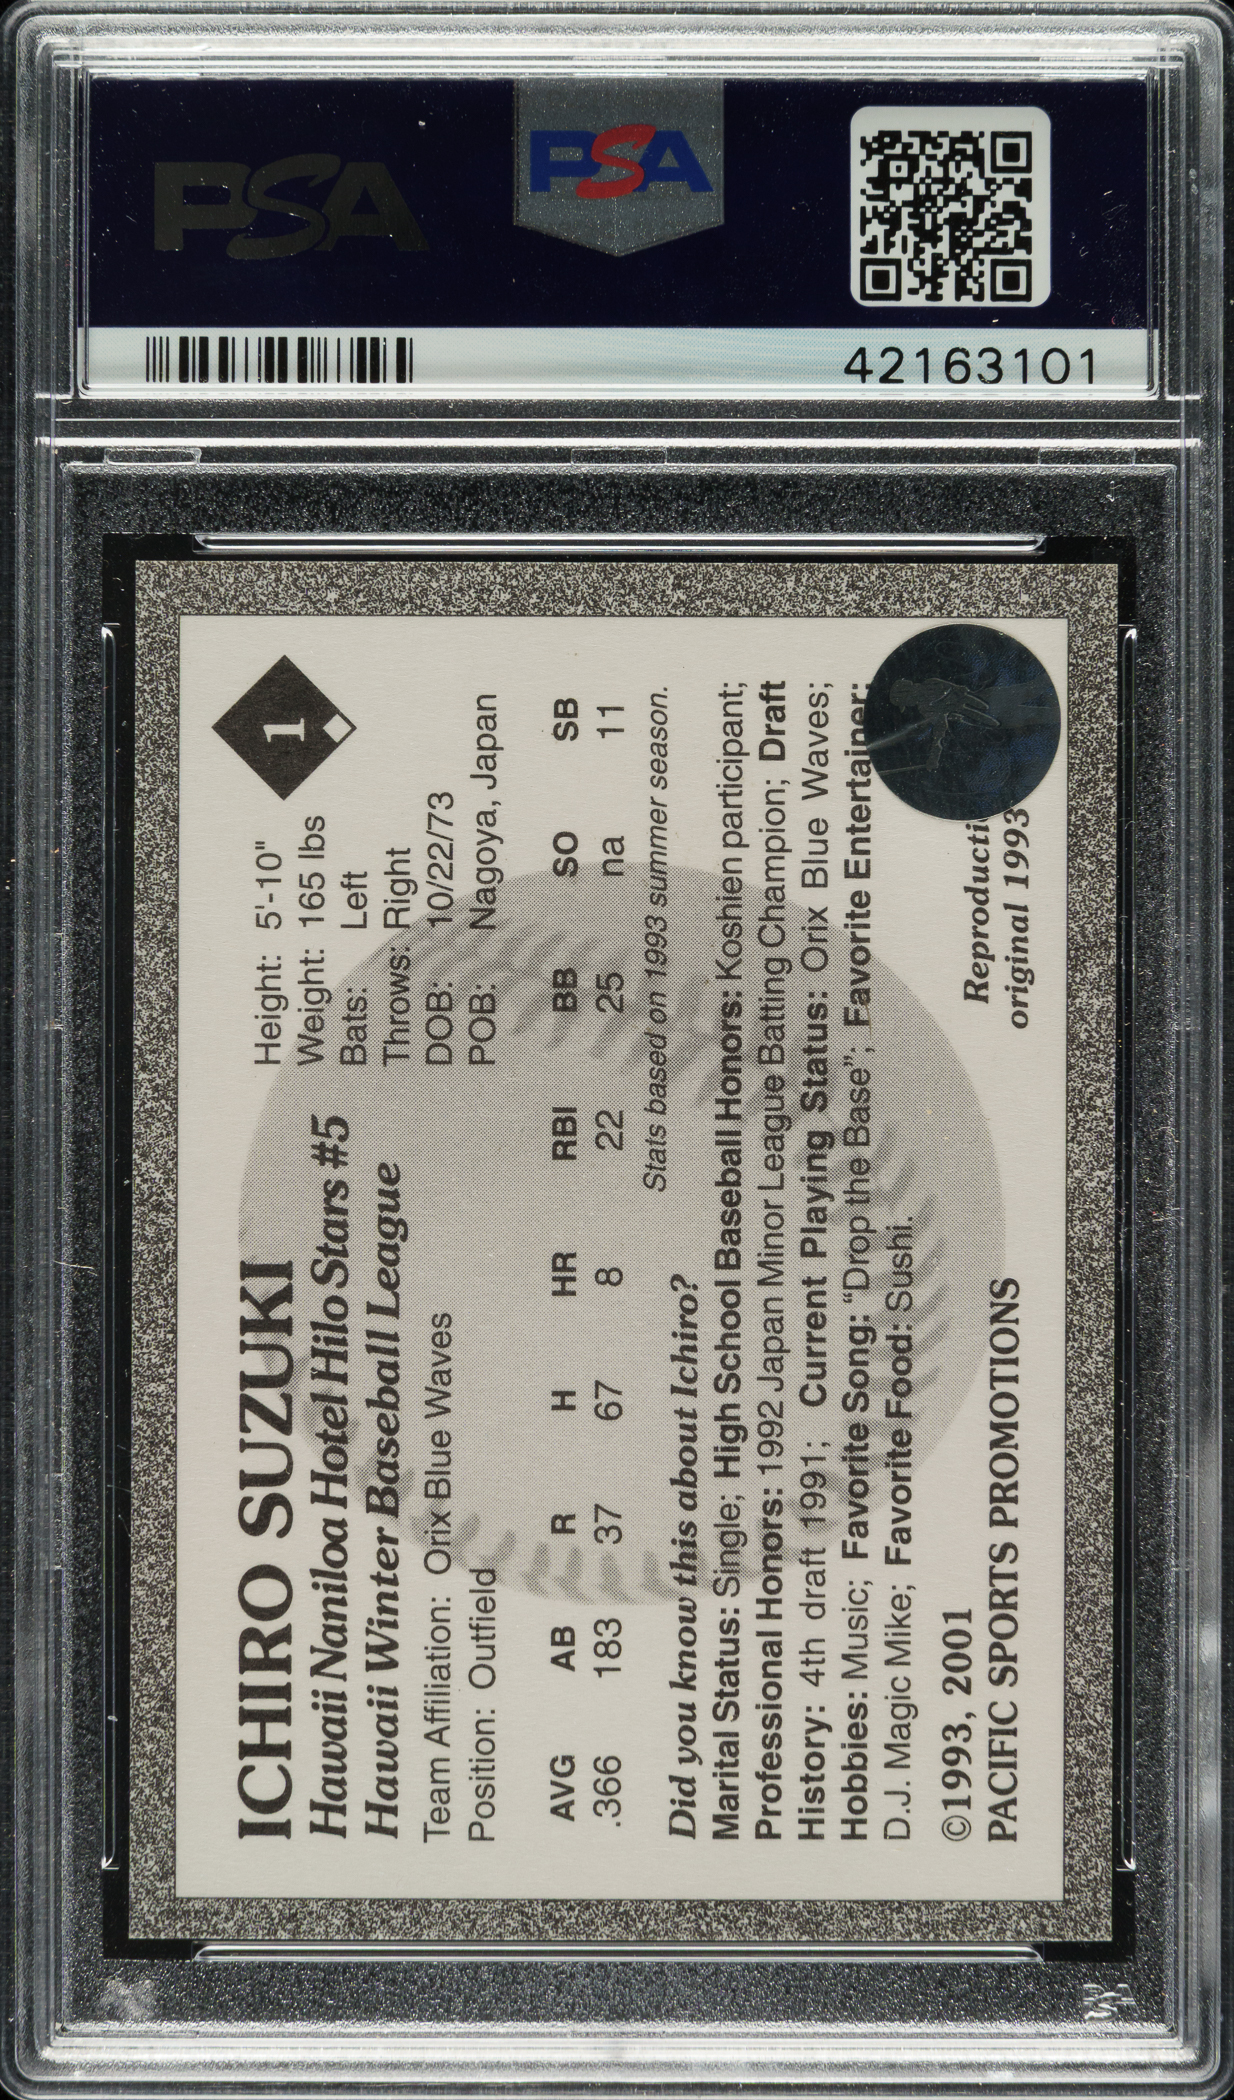 PSA
PSA
42163101
1
ICHIRO SUZUKI
Hawaii Naniloa Hotel Hilo Stars #5
Hawaii Winter Baseball League
Team Affiliation: Orix Blue Waves
Position: Outfield
Height: 5'-10"
Weight: 165 lbs
Bats: Left
Throws: Right
DOB: 10/22/73
POB: Nagoya, Japan
AVG AB R H HR RBI BB SO SB
.366 183 37 67 8 22 25 na 11
Stats based on 1993 summer season.
Did you know this about Ichiro?
Marital Status: Single; High School Baseball Honors: Koshien participant;
Professional Honors: 1992 Japan Minor League Batting Champion; Draft
History: 4th draft 1991; Current Playing Status: Orix Blue Waves;
Hobbies: Music; Favorite Song: "Drop the Base"; Favorite Entertainer:
D.J. Magic Mike; Favorite Food: Sushi.
©1993, 2001
PACIFIC SPORTS PROMOTIONS
Reproducti
original 1993
PSA